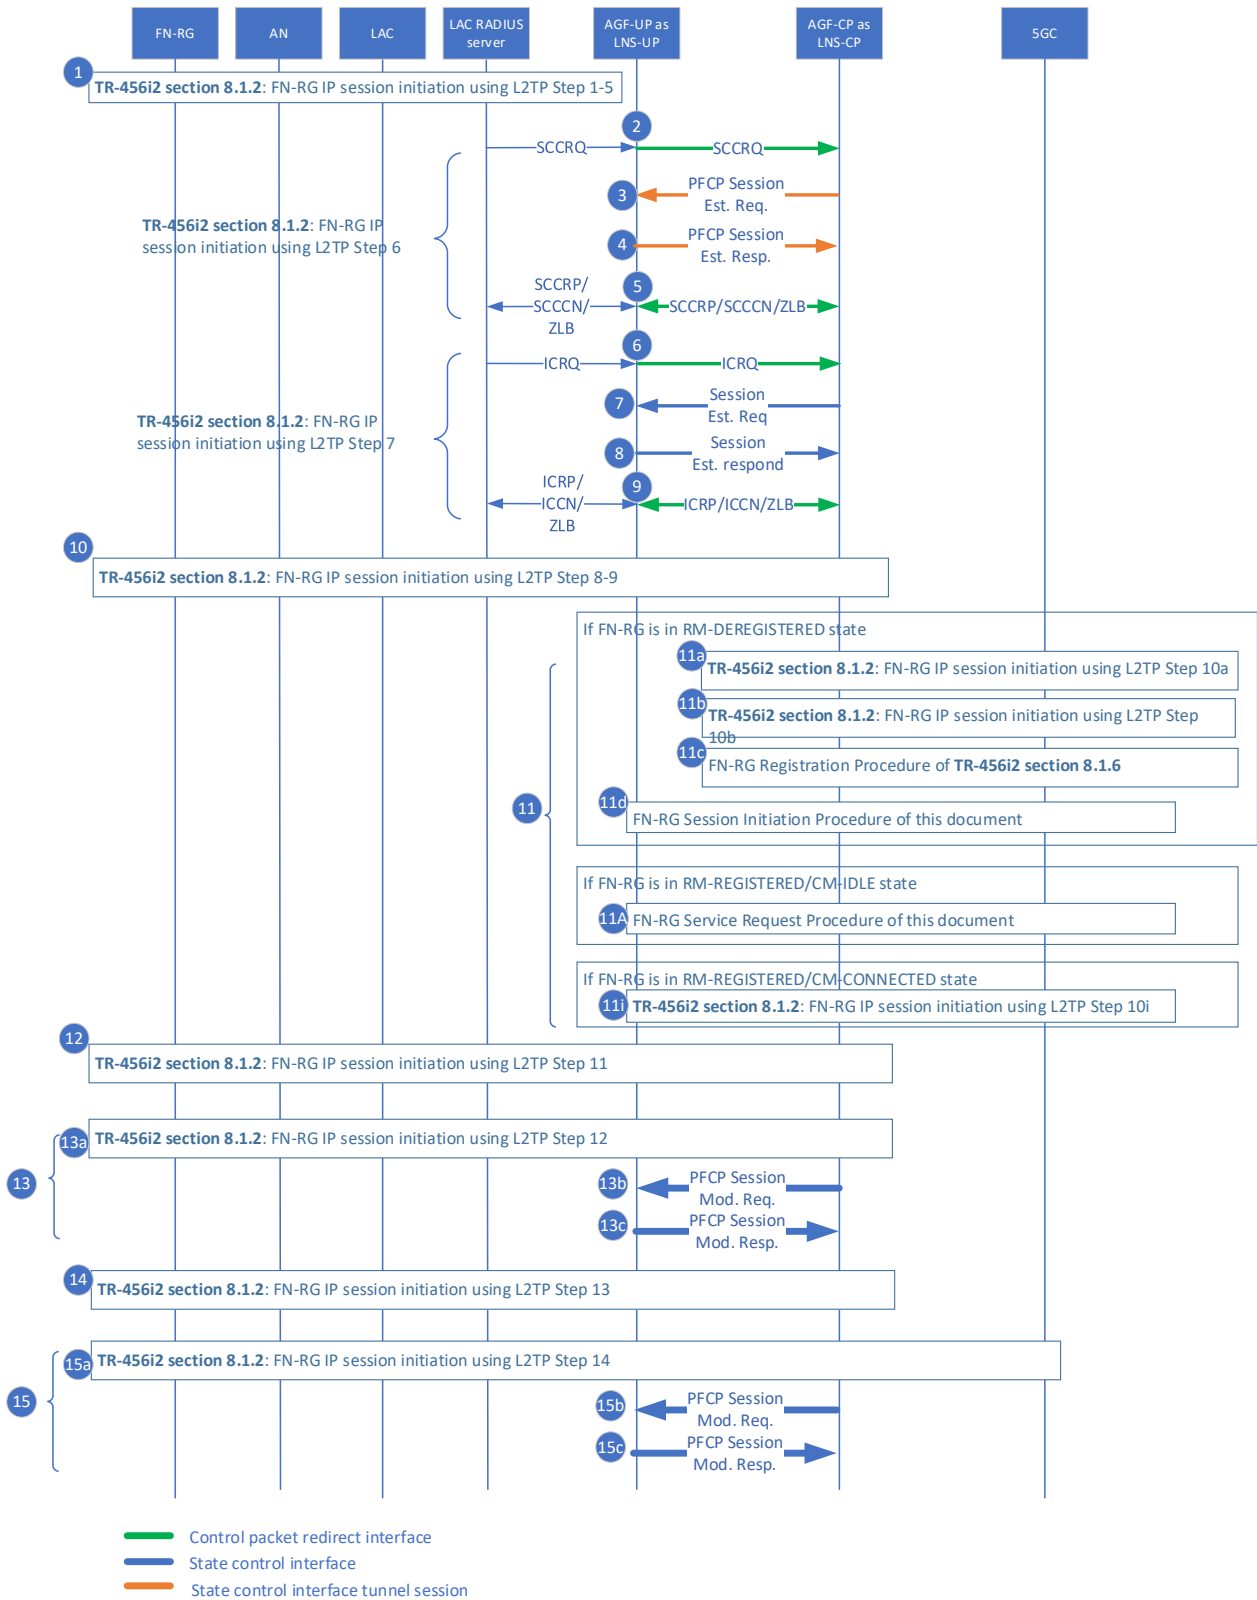 FN-RG
AN
LAC
LAC RADIUS
server
AGF-UP as
LNS-UP
AGF-CP as
LNS-CP
5GC
1
TR-456i2 section 8.1.2: FN-RG IP session initiation using L2TP Step 1-5
2
SCCRQ
SCCRQ
3
PFCP Session
Est. Req.
TR-456i2 section 8.1.2: FN-RG IP
session initiation using L2TP Step 6
4
PFCP Session
Est. Resp.
5
SCCRP/
SCCCN/
ZLB
SCCRP/SCCCN/ZLB
6
ICRQ
ICRQ
7
Session
Est. Req
TR-456i2 section 8.1.2: FN-RG IP
session initiation using L2TP Step 7
8
Session
Est. respond
9
ICRP/
ICCN/
ZLB
ICRP/ICCN/ZLB
10
TR-456i2 section 8.1.2: FN-RG IP session initiation using L2TP Step 8-9
If FN-RG is in RM-DEREGISTERED state
11a
TR-456i2 section 8.1.2: FN-RG IP session initiation using L2TP Step 10a
11b
TR-456i2 section 8.1.2: FN-RG IP session initiation using L2TP Step
10b
11c
FN-RG Registration Procedure of TR-456i2 section 8.1.6
11
11d
FN-RG Session Initiation Procedure of this document
If FN-RG is in RM-REGISTERED/CM-IDLE state
11A
FN-RG Service Request Procedure of this document
If FN-RG is in RM-REGISTERED/CM-CONNECTED state
11i
TR-456i2 section 8.1.2: FN-RG IP session initiation using L2TP Step 10i
12
TR-456i2 section 8.1.2: FN-RG IP session initiation using L2TP Step 11
13a
TR-456i2 section 8.1.2: FN-RG IP session initiation using L2TP Step 12
13
13b
PFCP Session
Mod. Req.
13c
PFCP Session
Mod. Resp.
14
TR-456i2 section 8.1.2: FN-RG IP session initiation using L2TP Step 13
15a
TR-456i2 section 8.1.2: FN-RG IP session initiation using L2TP Step 14
15
15b
PFCP Session
Mod. Req.
15c
PFCP Session
Mod. Resp.
Control packet redirect interface
State control interface
State control interface tunnel session